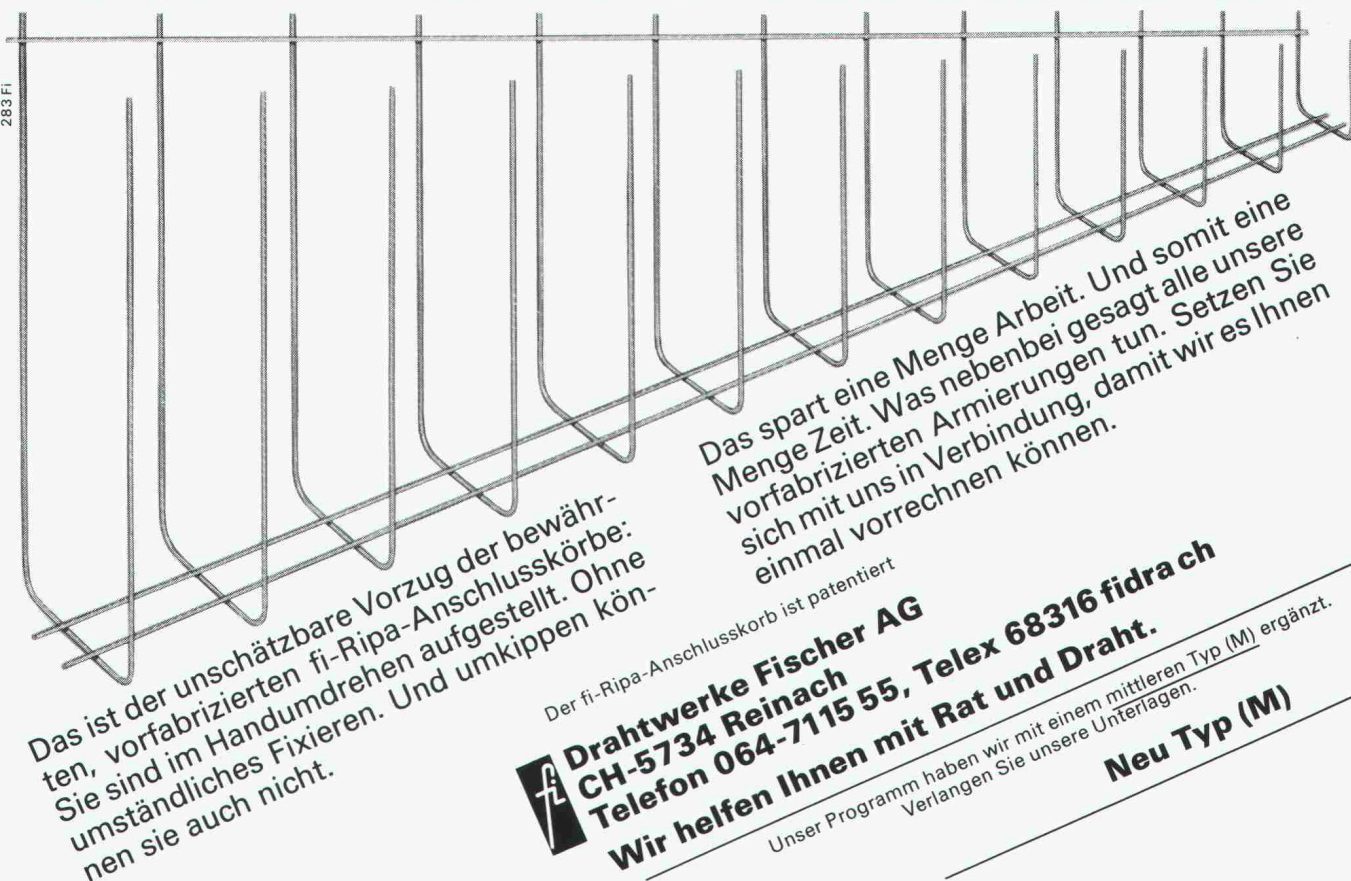 283 Fi
Das ist der unschätzbare Vorzug der bewähr-
ten, vorfabrizierten fi-Ripa-Anschlusskörbe:
Sie sind im Handumdrehen aufgestellt. Ohne
umständliches Fixieren. Und umkippen kön-
nen sie auch nicht.
Das spart eine Menge Arbeit. Und somit eine
Menge Zeit. Was nebenbei gesagt alle unsere
vorfabrizierten Armierungen tun. Setzen Sie
sich mit uns in Verbindung, damit wir es Ihnen
einmal vorrechnen können.
Der fi-Ripa-Anschlusskorb ist patentiert
fi
Drahtwerke Fischer AG
CH-5734 Reinach
Telefon 064-71 15 55, Telex 68316 fidra ch
Wir helfen Ihnen mit Rat und Draht.
Unser Programm haben wir mit einem mittleren Typ (M) ergänzt.
Verlangen Sie unsere Unterlagen.
Neu Typ (M)